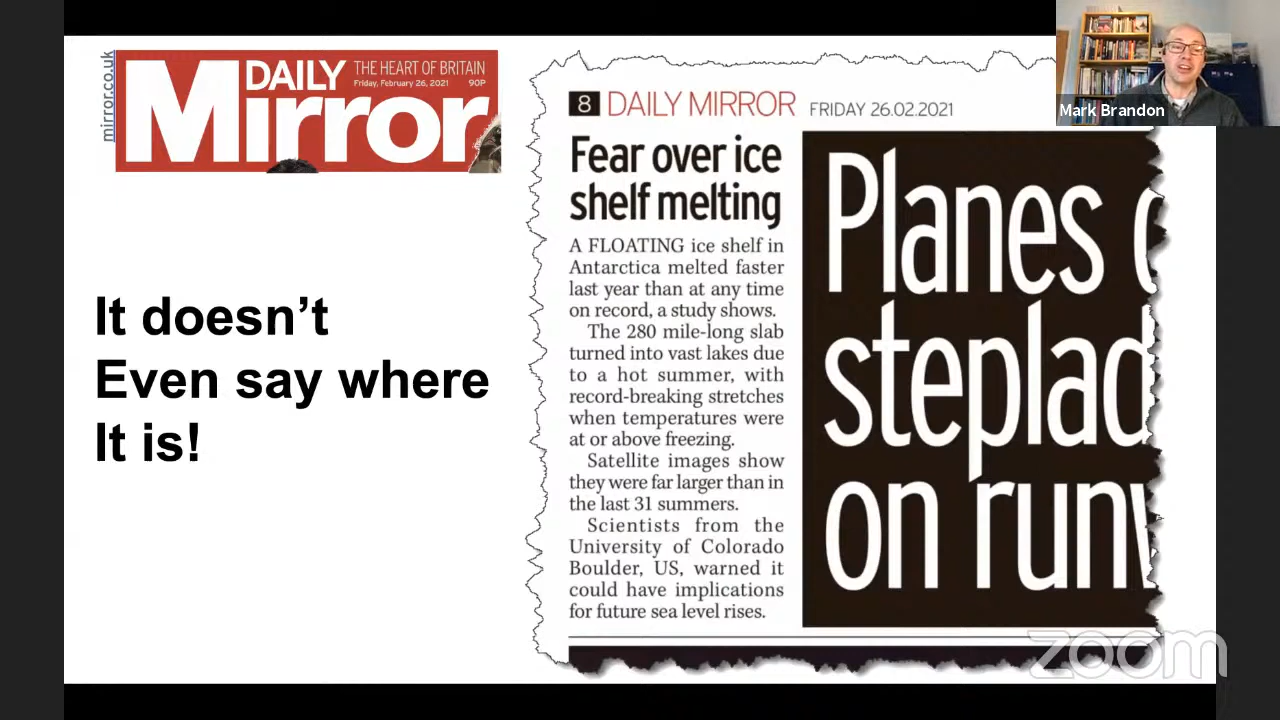 mirror.co.uk
DAILY
THE HEART OF BRITAIN
Friday, February 26, 2021
90P
Mirror
It doesn't
Even say where
It is!
8 DAILY MIRROR FRIDAY 26.02.2021
Fear over ice
shelf melting
A FLOATING ice shelf in
Antarctica melted faster
last year than at any time
on record, a study shows.
The 280 mile-long slab
turned into vast lakes due
to a hot summer, with
record-breaking stretches
when temperatures were
at or above freezing.
Satellite images show
they were far larger than in
the last 31 summers.
Scientists from the
University of Colorado
Boulder, US, warned it
could have implications
for future sea level rises.
Planes
steplad
on run
Mark Brandon
zoom